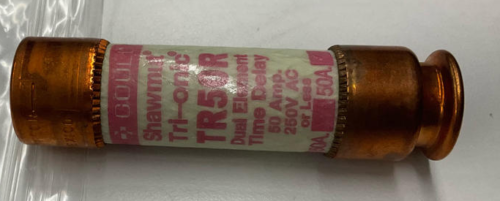 GOULD
Shawmut
Tri-onic
TR50R
Dual Element
Time Delay
50 Amp.
250V AC
or Less
50A